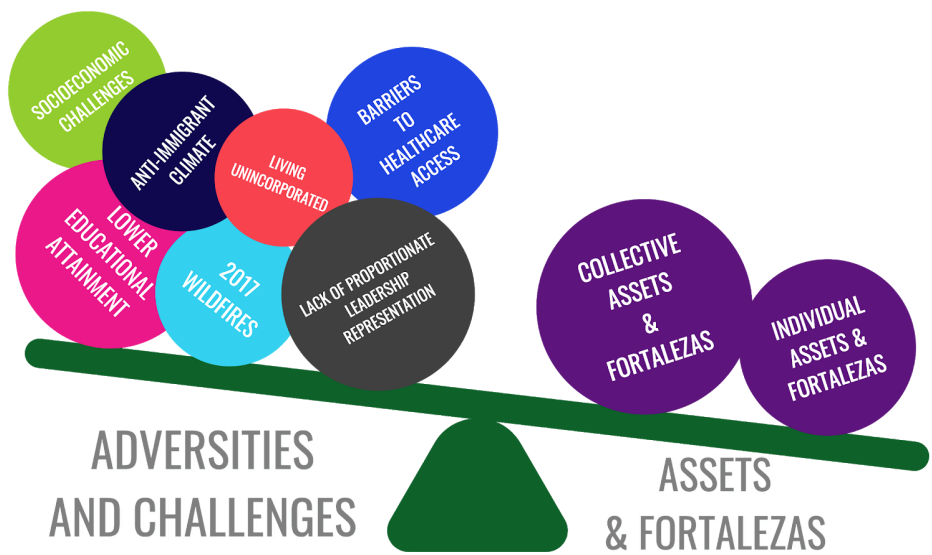 SOCIOECONOMIC
CHALLENGES
ANTI-IMMIGRANT
CLIMATE
LIVING
UNINCORPORATED
BARRIERS
TO
HEALTHCARE
ACCESS
LOWER
EDUCATIONAL
ATTAINMENT
2017
WILDFIRES
LACK OF PROPORTIONATE
LEADERSHIP
REPRESENTATION
COLLECTIVE
ASSETS
&
FORTALEZAS
INDIVIDUAL
ASSETS &
FORTALEZAS
ADVERSITIES
AND CHALLENGES
ASSETS
& FORTALEZAS